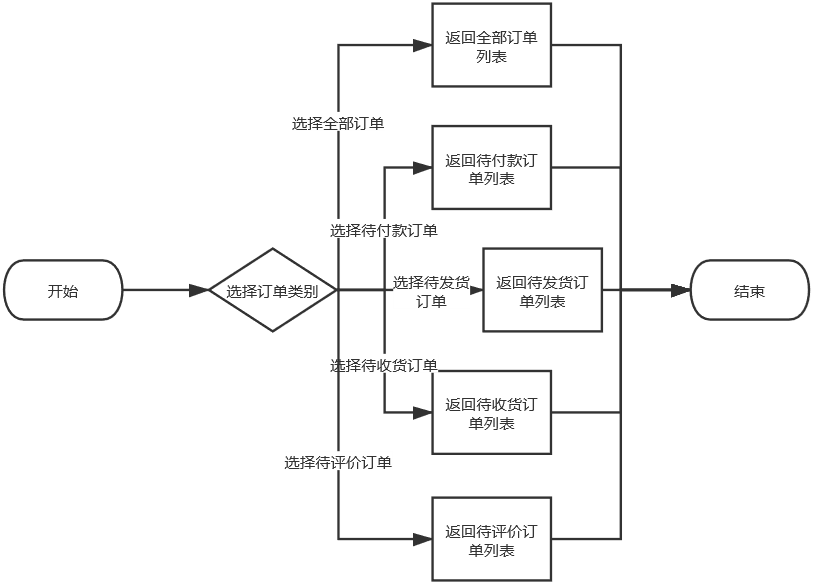 返回全部订单
列表
选择全部订单
返回待付款订
单列表
选择待付款订单
开始
选择订单类别
选择待发货
订单
返回待发货订
单列表
结束
选择待收货订单
返回待收货订
单列表
选择待评价订单
返回待评价订
单列表